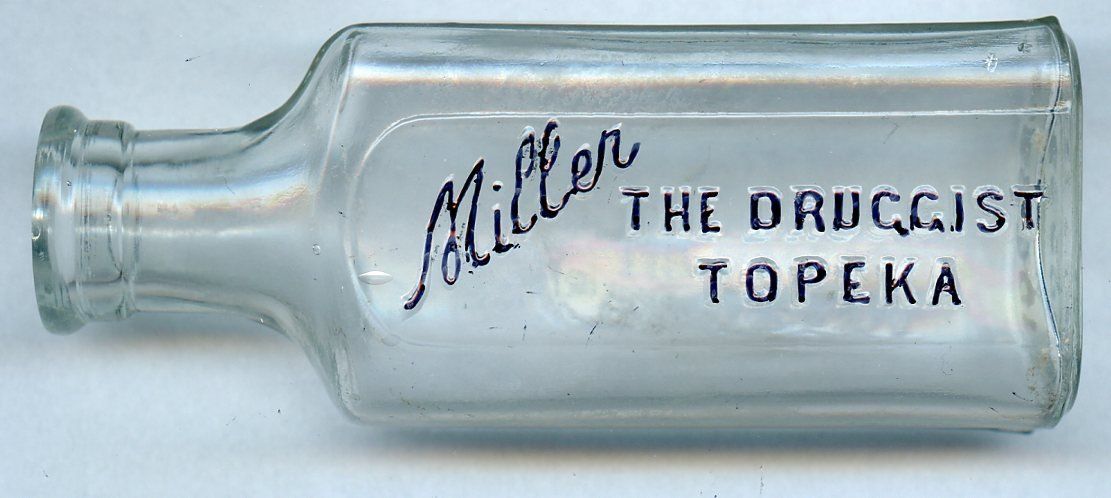 Miller
THE DRUGGIST
TOPEKA